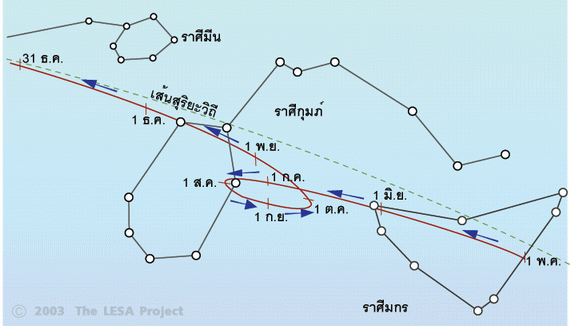 ราศีมีน
31 ธ.ค.
เส้นสุริยะวิถี
ราศีกุมภ์
1 ธ.ค.
1 พ.ย.
1 ส.ค.
1 ก.ค.
1 มิ.ย.
1 ก.ย.
1 ต.ค.
1 พ.ค.
ราศีมกร
© 2003 The LESA Project